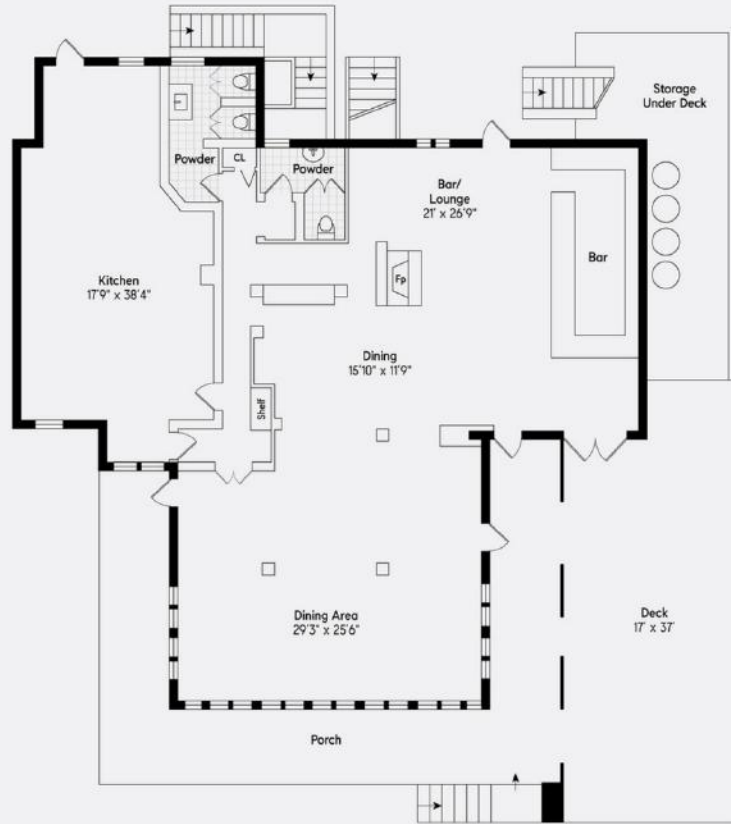 Storage
Under Deck
Powder
CL
Powder
Bar/
Lounge
21' x 26'9"
Bar
Kitchen
17'9" x 38'4"
Fp
Dining
15'10" x 11'9"
Shelf
Dining Area
29'3" x 25'6"
Deck
17' x 37'
Porch